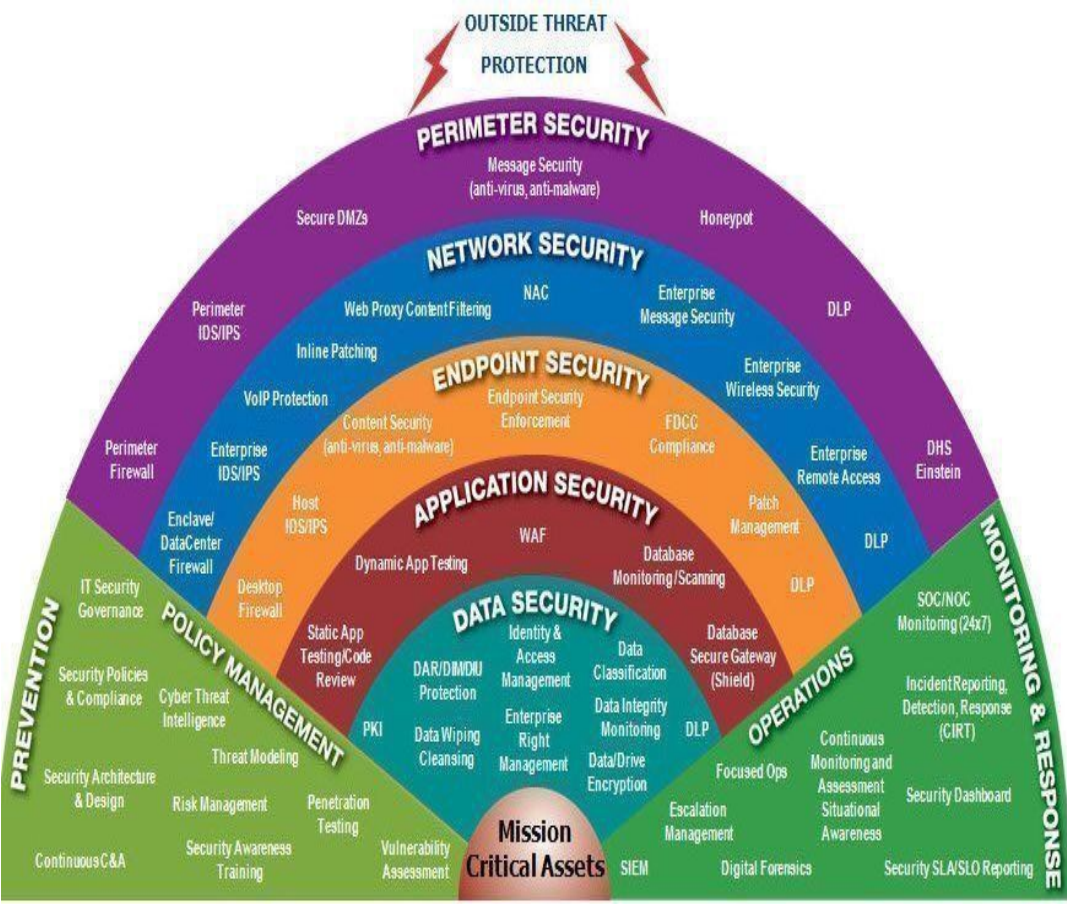 OUTSIDE THREAT
PROTECTION
PERIMETER SECURITY
Message Security
(anti-virus, anti-malware)
Secure DMZs
Honeypot
Perimeter
IDS/IPS
DLP
Perimeter
Firewall
DHS
Einstein
NETWORK SECURITY
NAC
Web Proxy Content Filtering
Enterprise
Message Security
Inline Patching
Enterprise
Wireless Security
VoIP Protection
Enterprise
IDS/IPS
Enterprise
Remote Access
Enclave/
DataCenter
Firewall
DLP
ENDPOINT SECURITY
Endpoint Security
Enforcement
Content Security
(anti-virus, anti-malware)
FDCC
Compliance
Host
IDS/IPS
Patch
Management
Desktop
Firewall
DLP
APPLICATION SECURITY
WAF
Dynamic App Testing
Database
Monitoring/Scanning
Static App
Testing/Code
Review
Database
Secure Gateway
(Shield)
DATA SECURITY
Identity &
Access
Management
DAR/DIM/DIU
Protection
Data
Classification
PKI
Data Wiping
Cleansing
Enterprise
Right
Management
Data Integrity
Monitoring
DLP
Data/Drive
Encryption
Mission
Critical Assets
PREVENTION
POLICY MANAGEMENT
IT Security
Governance
Security Policies
& Compliance
Cyber Threat
Intelligence
Threat Modeling
Security Architecture
& Design
Risk Management
Penetration
Testing
Continuous C&A
Security Awareness
Training
Vulnerability
Assessment
OPERATIONS
MONITORING & RESPONSE
SOC/NOC
Monitoring (24x7)
Incident Reporting,
Detection, Response
(CIRT)
Focused Ops
Continuous
Monitoring and
Assessment
Situational
Awareness
Security Dashboard
Escalation
Management
SIEM
Digital Forensics
Security SLA/SLO Reporting